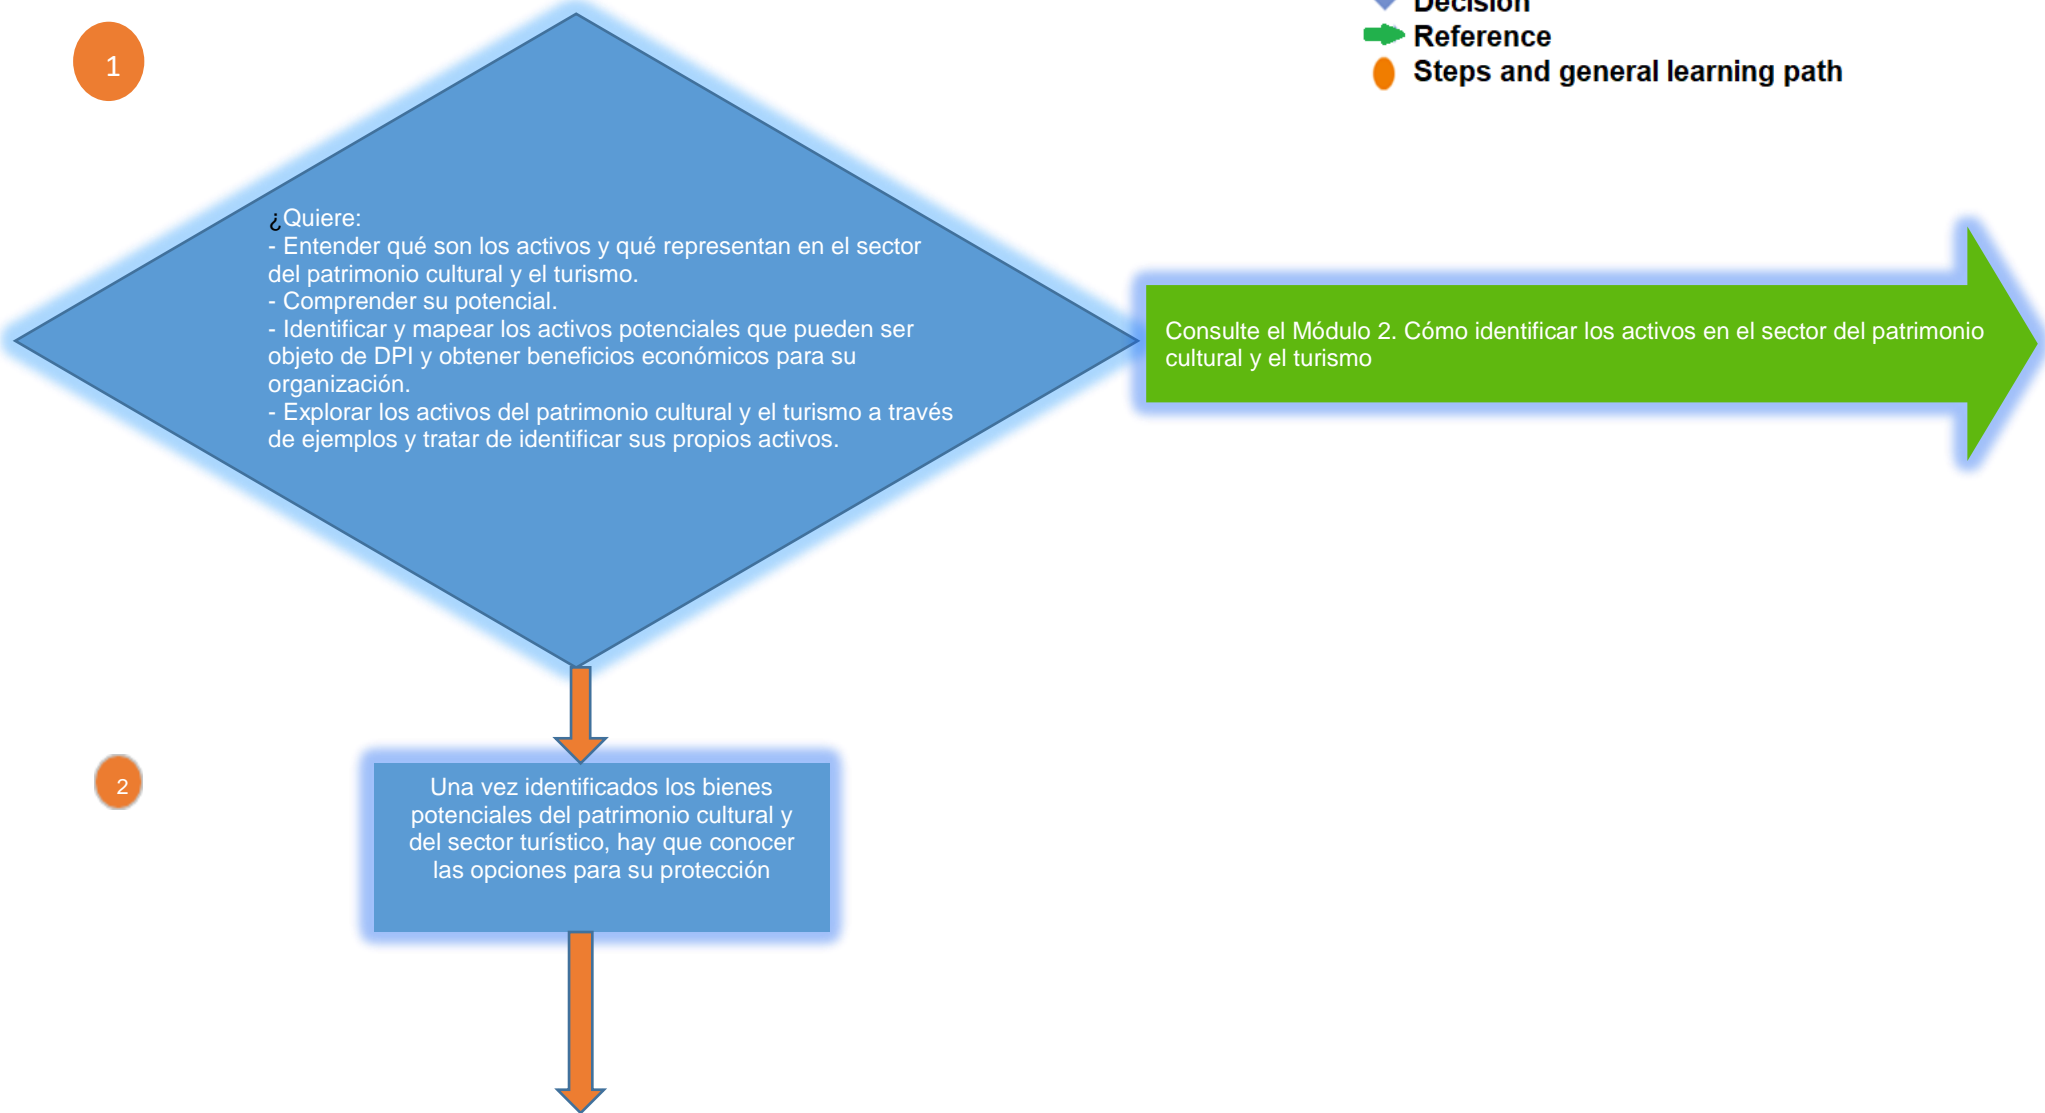 Decision
Reference
Steps and general learning path
1
¿Quiere:
- Entender qué son los activos y qué representan en el sector
del patrimonio cultural y el turismo.
- Comprender su potencial.
- Identificar y mapear los activos potenciales que pueden ser
objeto de DPI y obtener beneficios económicos para su
organización.
- Explorar los activos del patrimonio cultural y el turismo a través
de ejemplos y tratar de identificar sus propios activos.
Consulte el Módulo 2. Cómo identificar los activos en el sector del patrimonio
cultural y el turismo
2
Una vez identificados los bienes
potenciales del patrimonio cultural y
del sector turístico, hay que conocer
las opciones para su protección